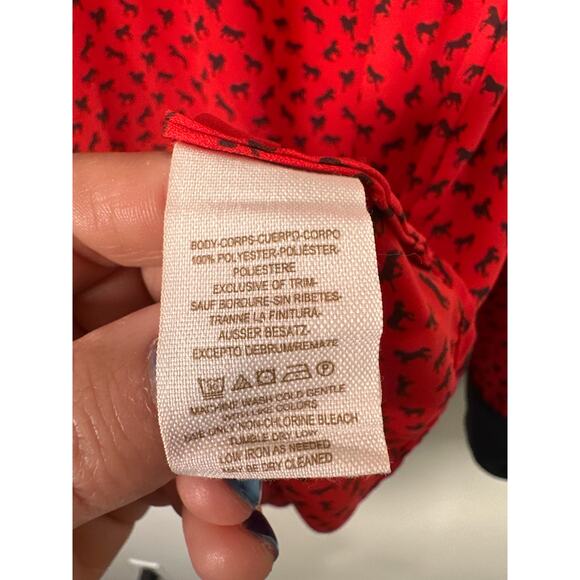 BODY-CORPS-CUERPO-CORPO
100% POLYESTER-POLIÉSTER-
POLIESTERE
EXCLUSIVE OF TRIM-
SAUF BORDURE-SIN RIBETES-
TRANNE LA FINITURA-
AUSSER BESATZ-
EXCEPTO DEBRUM/REMATE
P
MACHINE WASH COLD GENTLE
WITH LIKE COLORS
USE ONLY NON-CHLORINE BLEACH
TUMBLE DRY LOW
LOW IRON AS NEEDED
MAY BE DRY CLEANED